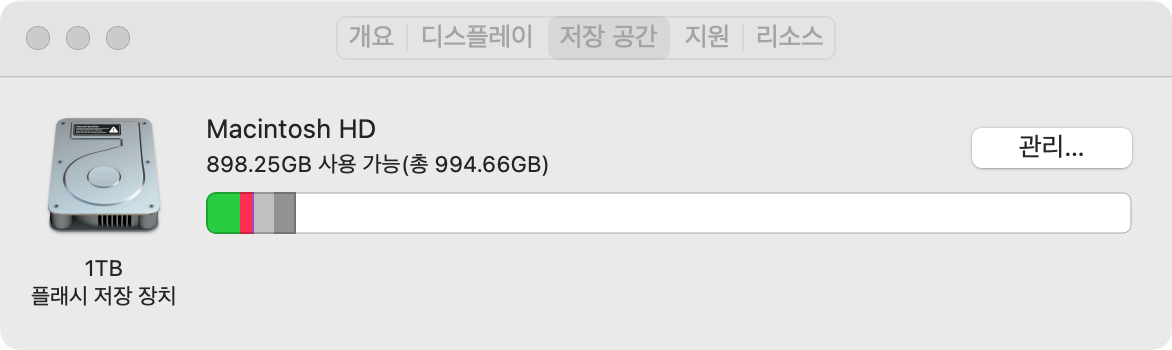 개요 디스플레이 저장 공간 지원 리소스
Macintosh HD
898.25GB 사용 가능(총 994.66GB)
관리...
1TB
플래시 저장 장치